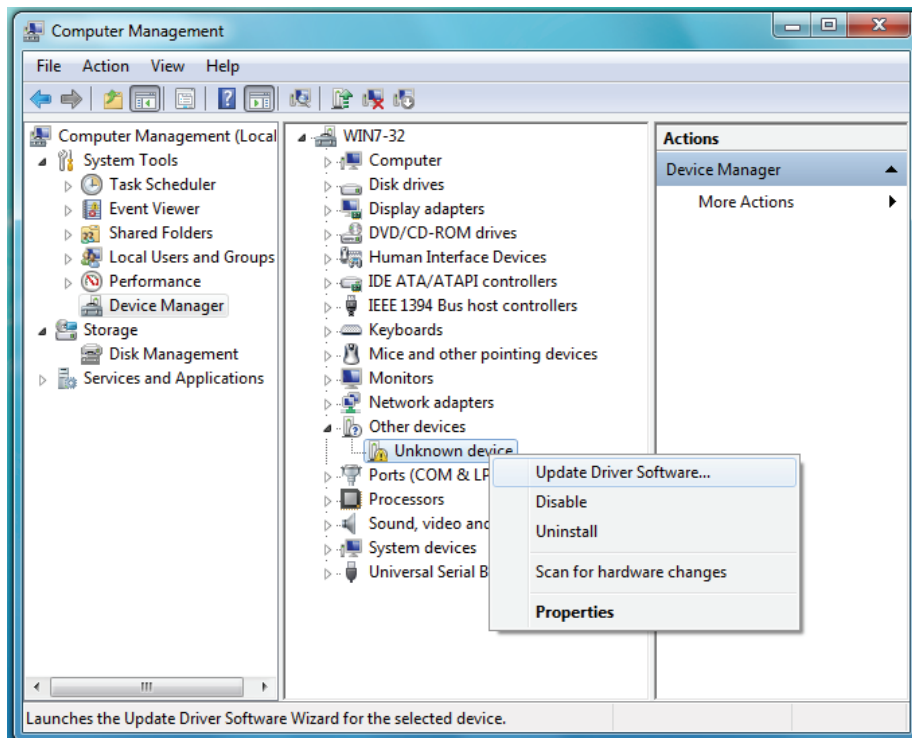 Computer Management
File Action View Help
Computer Management (Local
System Tools
Task Scheduler
Event Viewer
Shared Folders
Local Users and Groups
Performance
Device Manager
Storage
Disk Management
Services and Applications
WIN7-32
Computer
Disk drives
Display adapters
DVD/CD-ROM drives
Human Interface Devices
IDE ATA/ATAPI controllers
IEEE 1394 Bus host controllers
Keyboards
Mice and other pointing devices
Monitors
Network adapters
Other devices
Unknown device
Ports (COM & LP
Processors
Sound, video and
System devices
Universal Serial B
Update Driver Software...
Disable
Uninstall
Scan for hardware changes
Properties
Actions
Device Manager
More Actions
Launches the Update Driver Software Wizard for the selected device.